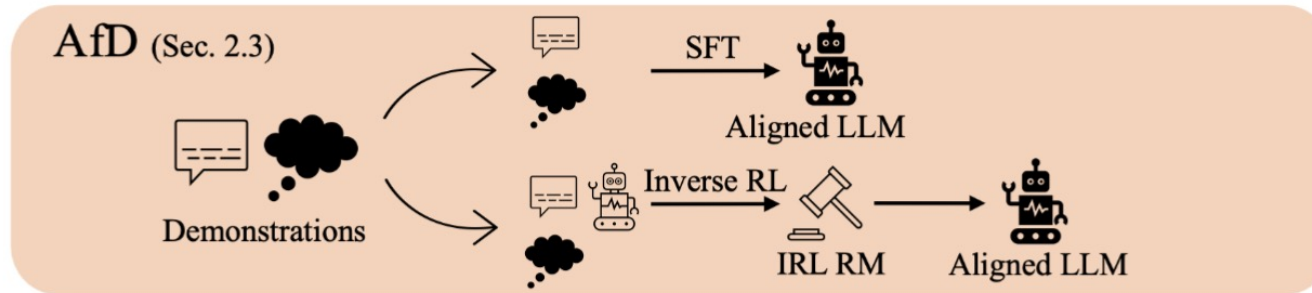 AfD (Sec. 2.3)
Demonstrations
SFT
Aligned LLM
Inverse RL
IRL RM
Aligned LLM